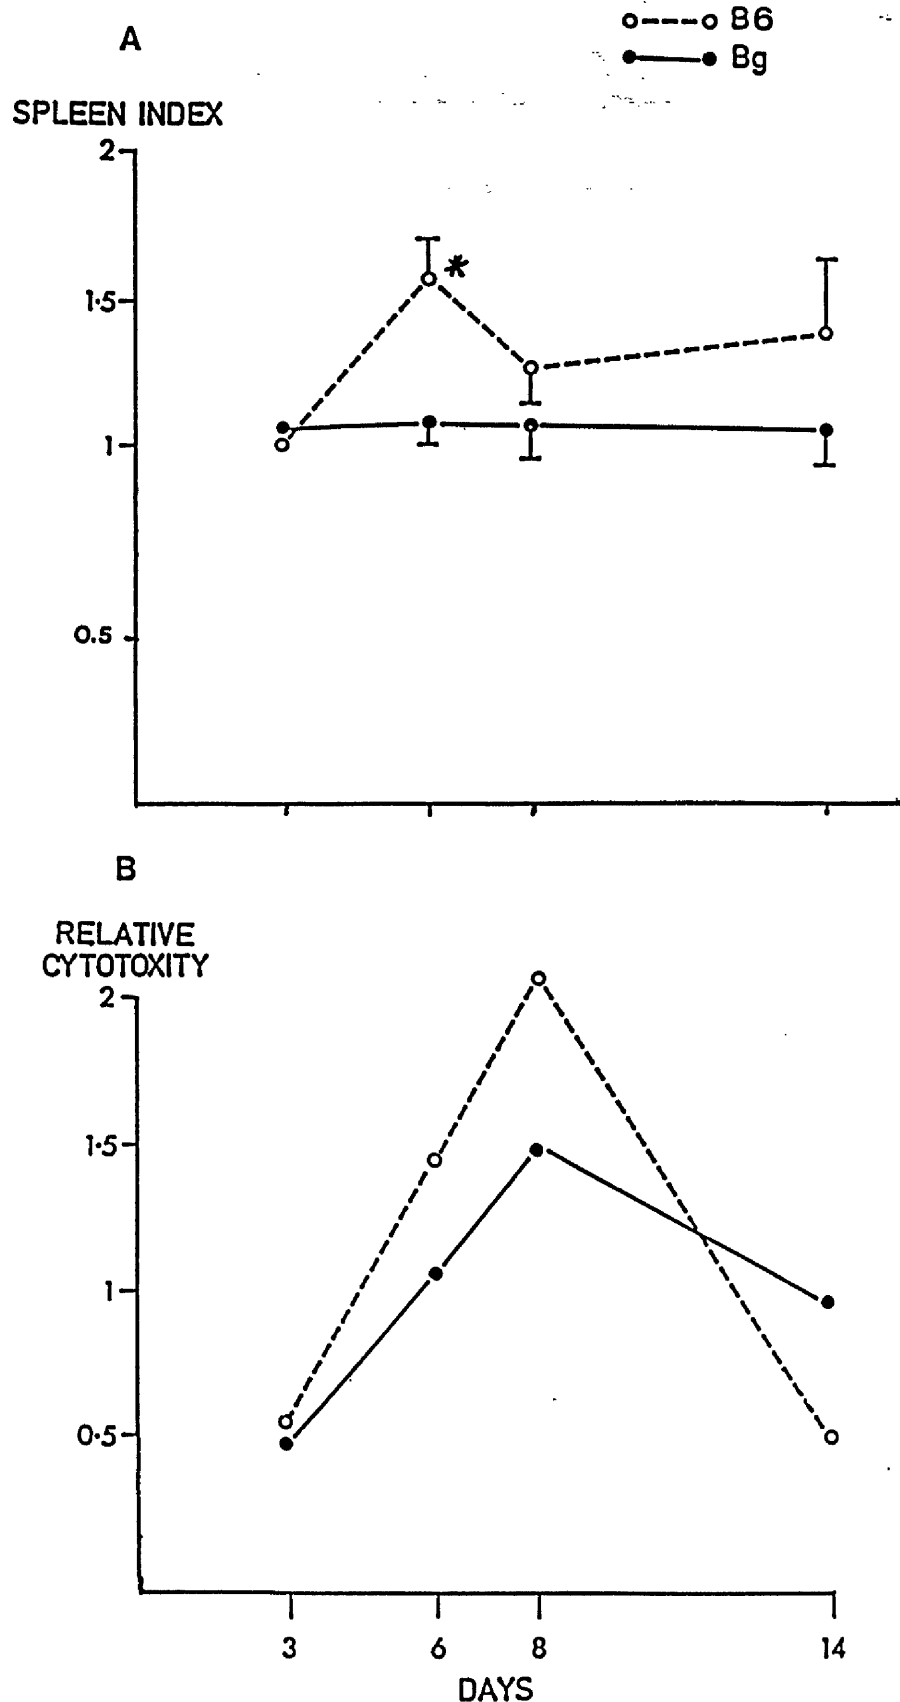 A
B6
Bg
SPLEEN INDEX
2
1·5
*
1
0.5
B
RELATIVE
CYTOTOXITY
2
1·5
1
0·5
3 6 8 14
DAYS